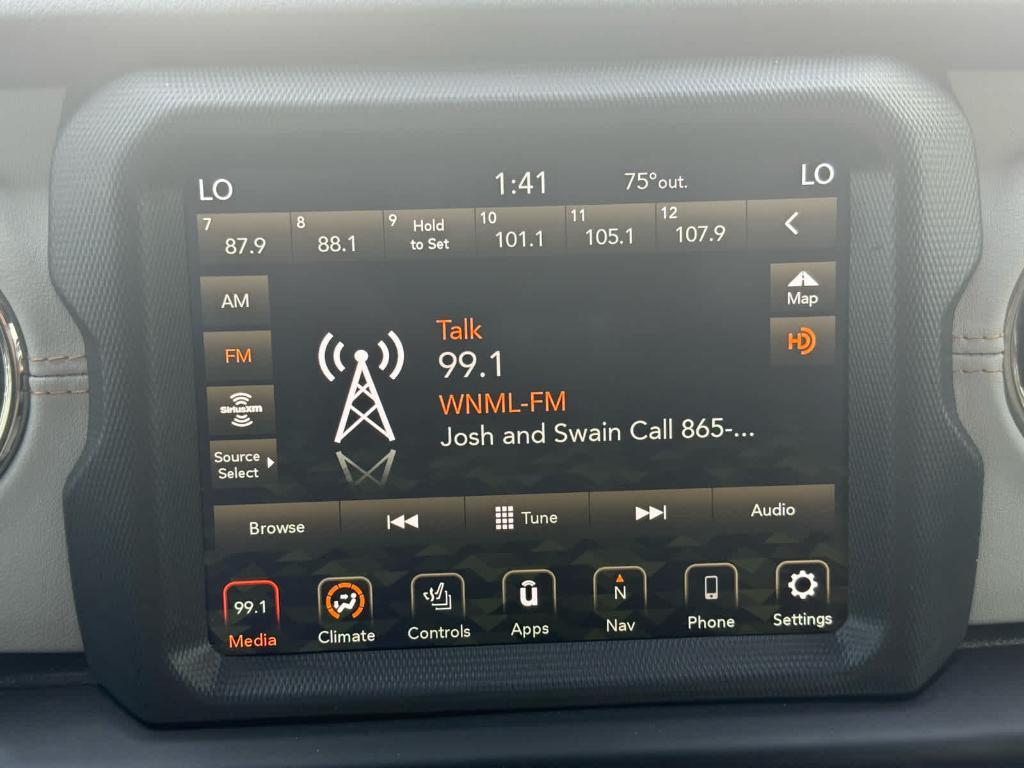 LO 1:41 75°out. LO
7 87.9 8 88.1 9 Hold to Set 10 101.1 11 105.1 12 107.9
AM
Map
FM
HD
SiriusXM
Source
Select
Talk
99.1
WNML-FM
Josh and Swain Call 865-...
Browse Tune Audio
99.1 û N
Media Climate Controls Apps Nav Phone Settings